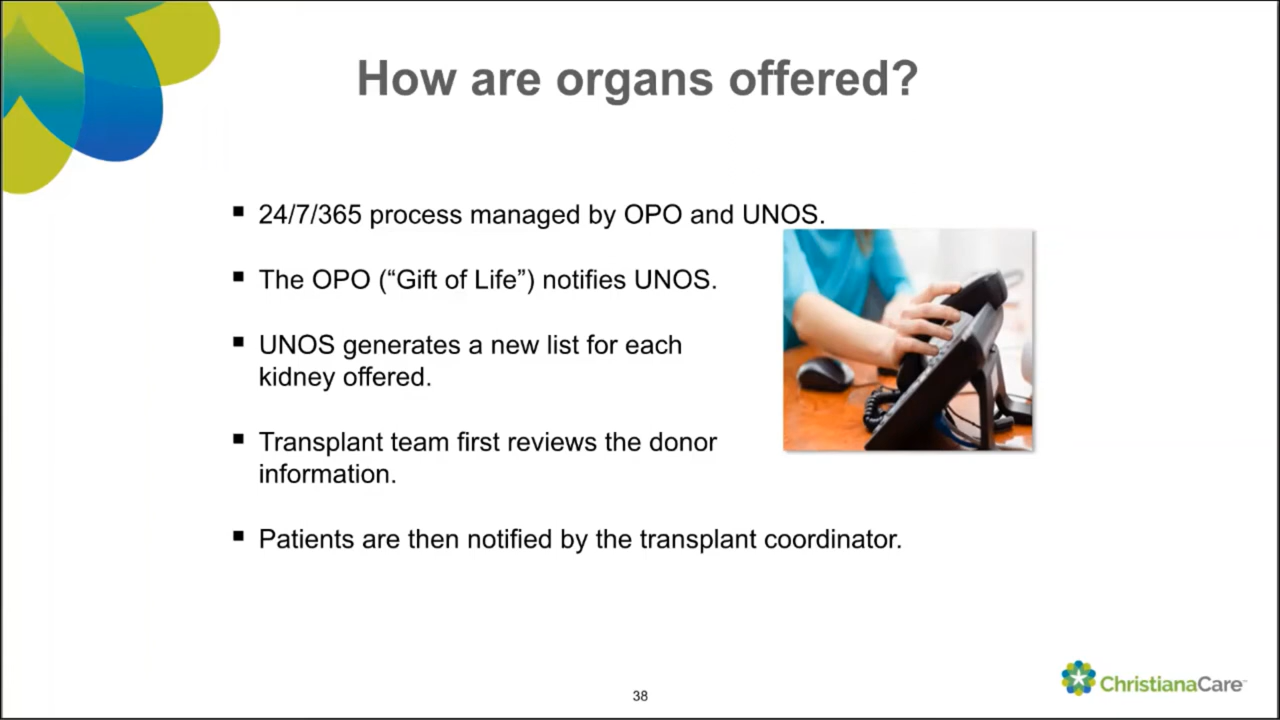 How are organs offered?
▪ 24/7/365 process managed by OPO and UNOS.
▪ The OPO (“Gift of Life”) notifies UNOS.
▪ UNOS generates a new list for each
kidney offered.
▪ Transplant team first reviews the donor
information.
▪ Patients are then notified by the transplant coordinator.
38
ChristianaCare™